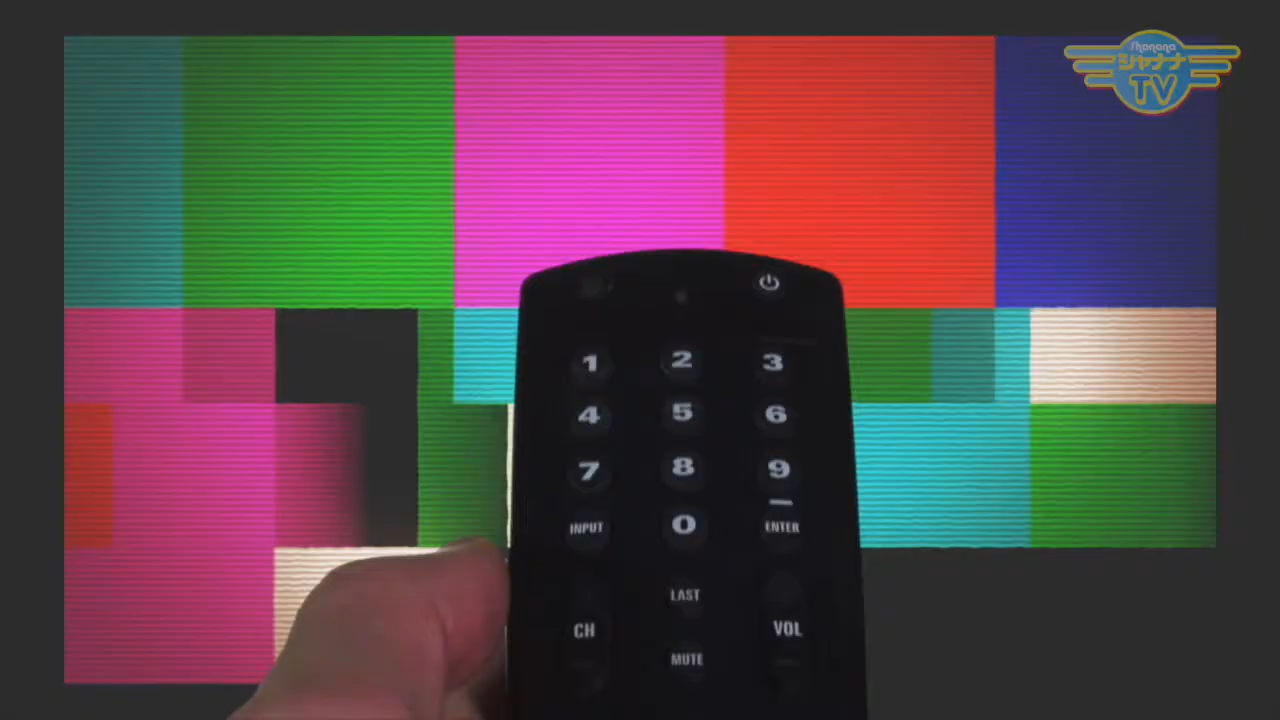 Shanana
シャナナ
TV
1 2 3
4 5 6
7 8 9
INPUT 0 ENTER
LAST
CH VOL
MUTE